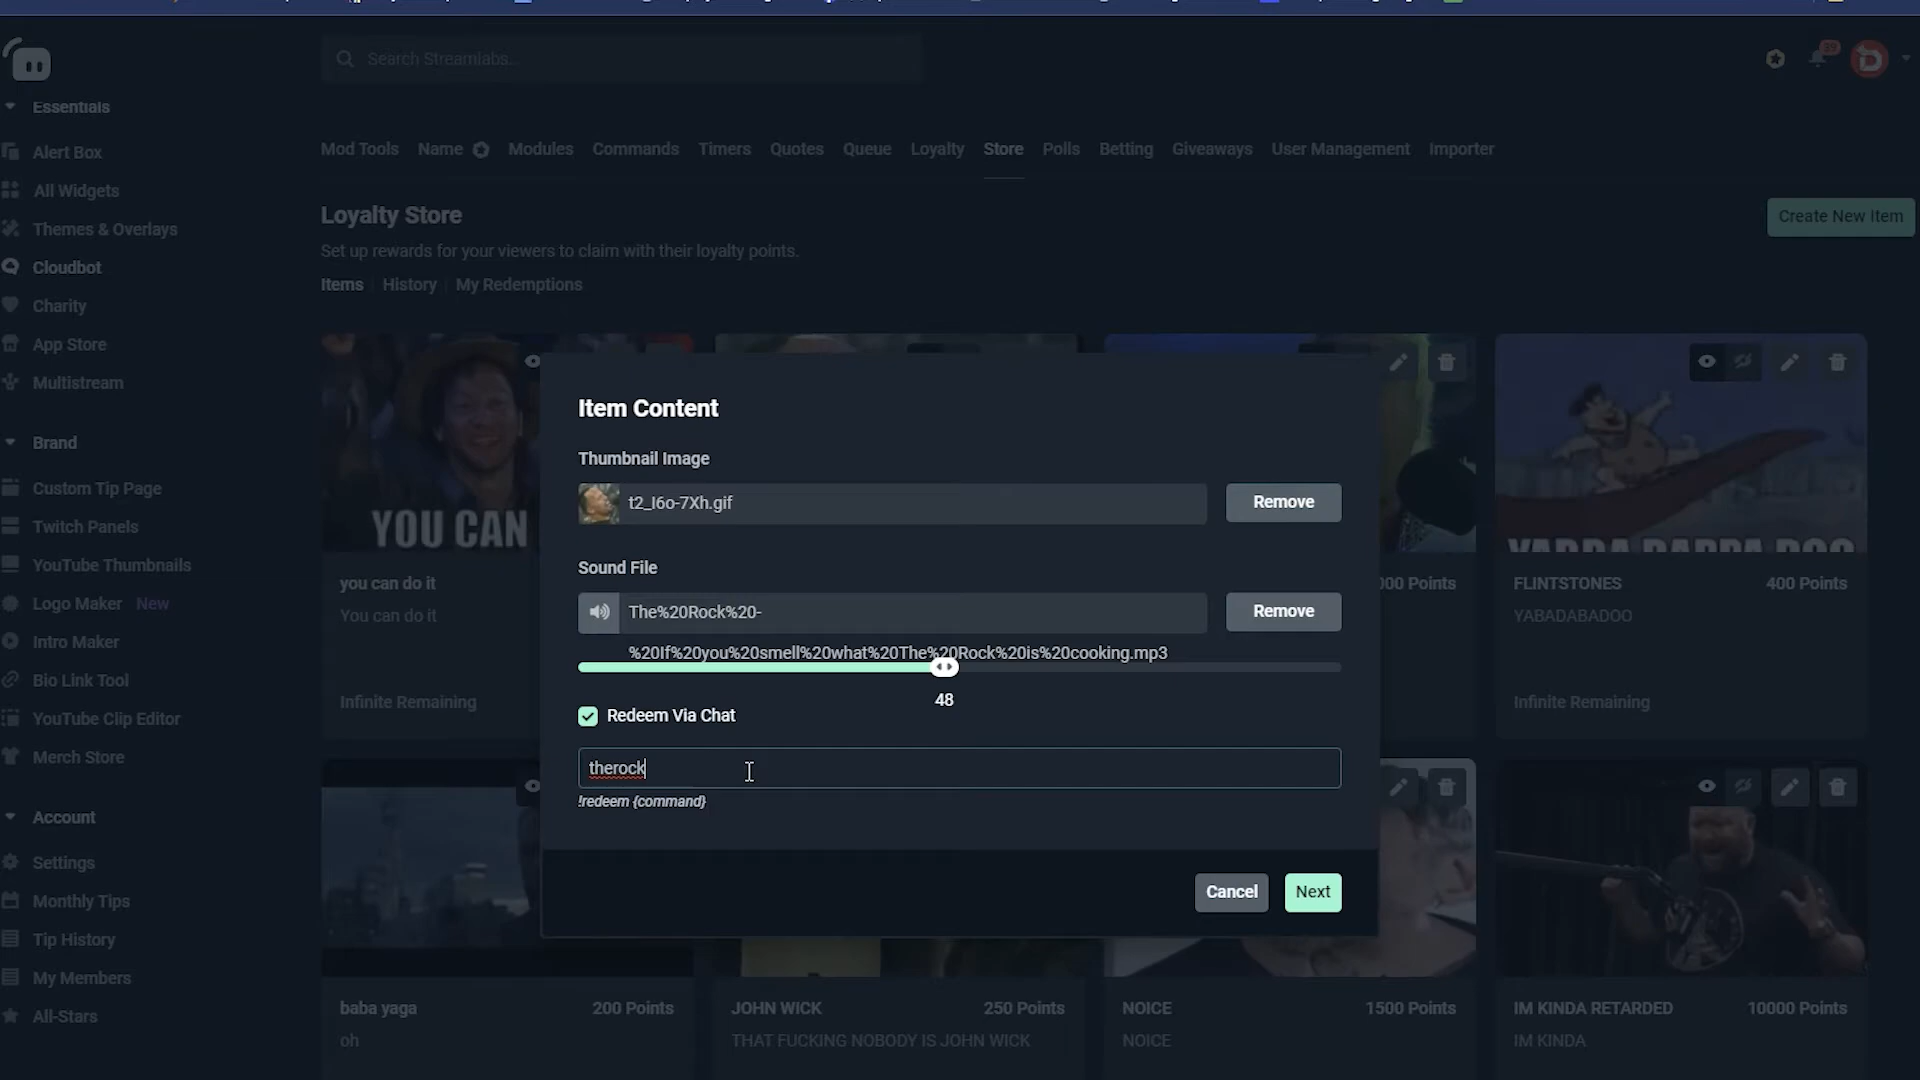 Search Streamlabs...
39
Essentials
Alert Box
All Widgets
Themes & Overlays
Cloudbot
Charity
App Store
Multistream
Brand
Custom Tip Page
Twitch Panels
YouTube Thumbnails
Logo Maker New
Intro Maker
Bio Link Tool
YouTube Clip Editor
Merch Store
Account
Settings
Monthly Tips
Tip History
My Members
All-Stars
Mod Tools Name Modules Commands Timers Quotes Queue Loyalty Store Polls Betting Giveaways User Management Importer
Loyalty Store
Create New Item
Set up rewards for your viewers to claim with their loyalty points.
Items History My Redemptions
YOU CAN
you can do it
You can do it
Infinite Remaining
000 Points
YABBA DABBA DOO
FLINTSTONES 400 Points
YABADABADOO
Infinite Remaining
Item Content
Thumbnail Image
t2_I6o-7Xh.gif Remove
Sound File
The%20Rock%20- Remove
%20If%20you%20smell%20what%20The%20Rock%20is%20cooking.mp3
48
Redeem Via Chat
therock
!redeem {command}
Cancel Next
baba yaga 200 Points
oh
JOHN WICK 250 Points
THAT FUCKING NOBODY IS JOHN WICK
NOICE 1500 Points
NOICE
IM KINDA RETARDED 10000 Points
IM KINDA